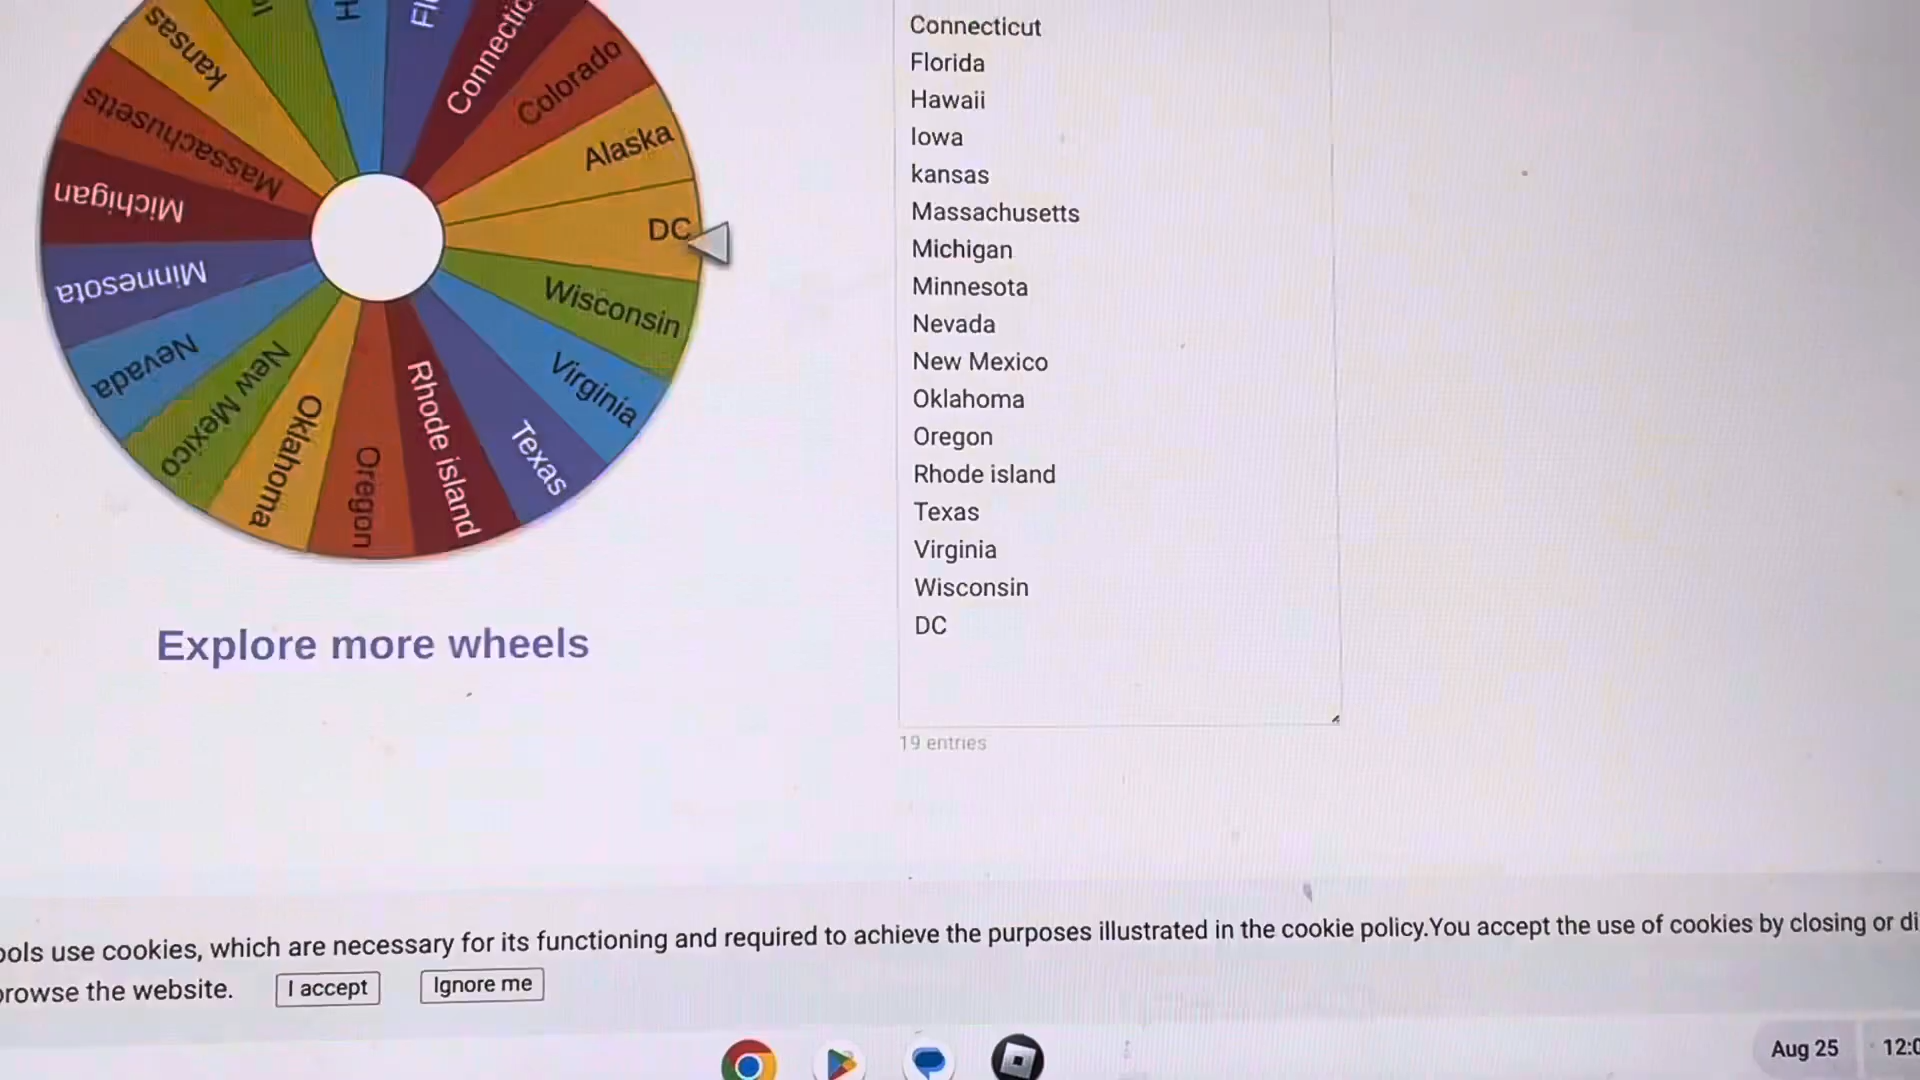 Kansas
Massachusetts
Michigan
Minnesota
Nevada
New Mexico
Oklahoma
Oregon
Rhode island
Texas
Virginia
Wisconsin
DC
Alaska
Colorado
Explore more wheels
Connecticut
Florida
Hawaii
Iowa
kansas
Massachusetts
Michigan
Minnesota
Nevada
New Mexico
Oklahoma
Oregon
Rhode island
Texas
Virginia
Wisconsin
DC
19 entries
use cookies, which are necessary for its functioning and required to achieve the purposes illustrated in the cookie policy.You accept the use of cookies by closing or
the website.
I accept
Ignore me
Aug 25